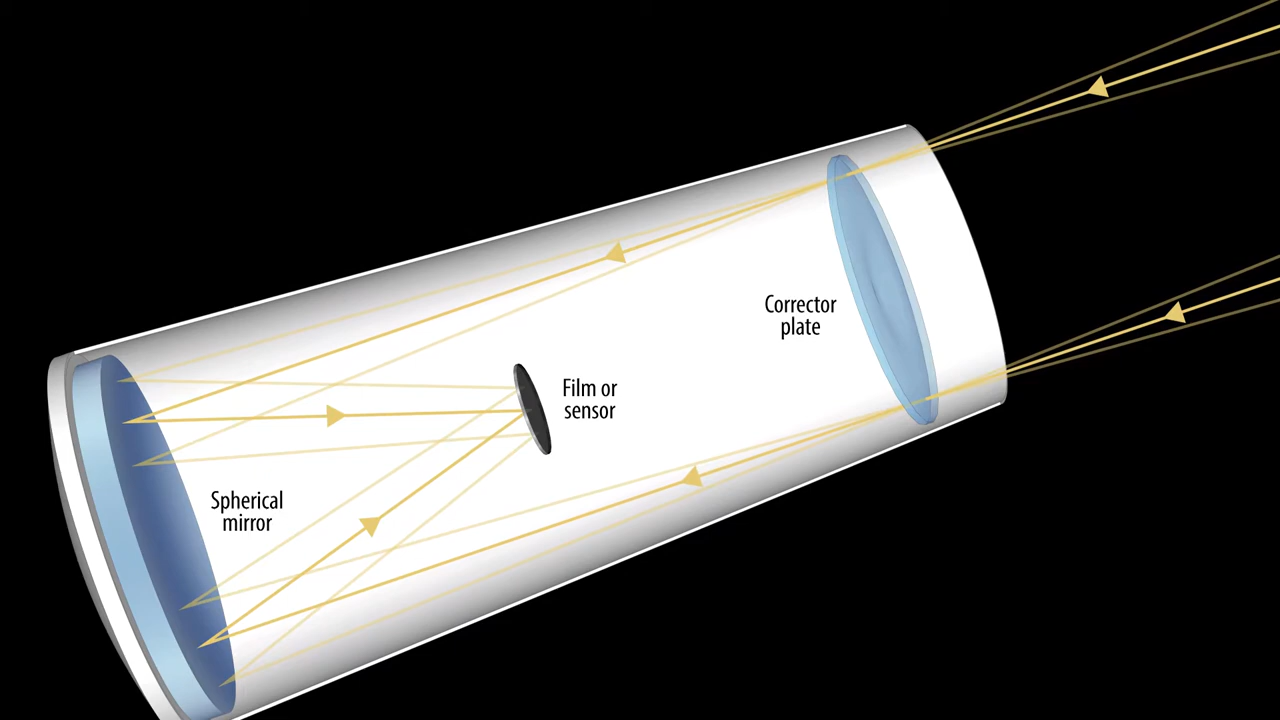 Corrector
plate
Film or
sensor
Spherical
mirror